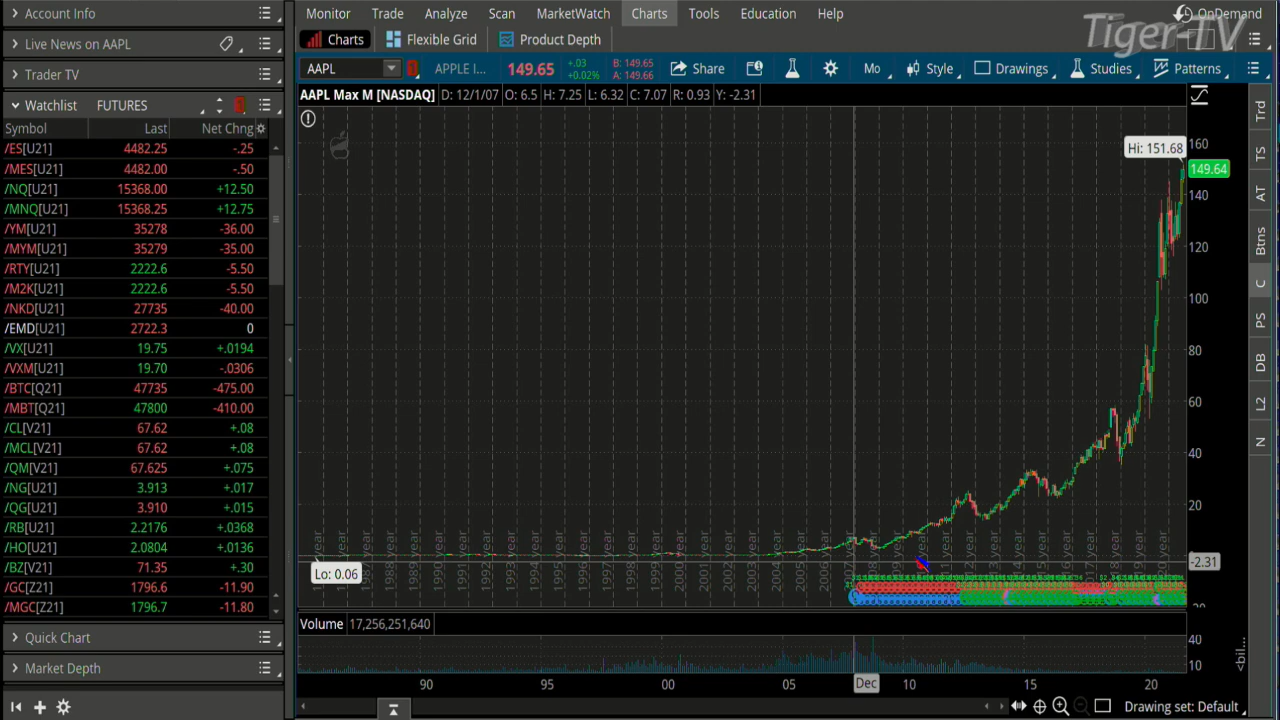 Account Info
Monitor Trade Analyze Scan MarketWatch Charts Tools Education Help OnDemand
Tiger-TV
Live News on AAPL
Charts Flexible Grid Product Depth
Trader TV
AAPL 1 APPLE I... 149.65 +.03 +0.02% B: 149.65 A: 149.66 Share Mo Style Drawings Studies Patterns
Watchlist FUTURES 1
AAPL Max M [NASDAQ] D: 12/1/07 O: 6.5 H: 7.25 L: 6.32 C: 7.07 R: 0.93 Y: -2.31
Symbol Last Net Chng
/ES[U21] 4482.25 -.25
/MES[U21] 4482.00 -.50
/NQ[U21] 15368.00 +12.50
/MNQ[U21] 15368.25 +12.75
/YM[U21] 35278 -36.00
/MYM[U21] 35279 -35.00
/RTY[U21] 2222.6 -5.50
/M2K[U21] 2222.6 -5.50
/NKD[U21] 27735 -40.00
/EMD[U21] 2722.3 0
/VX[U21] 19.75 +.0194
/VXM[U21] 19.70 -.0306
/BTC[Q21] 47735 -475.00
/MBT[Q21] 47800 -410.00
/CL[V21] 67.62 +.08
/MCL[V21] 67.62 +.08
/QM[V21] 67.625 +.075
/NG[U21] 3.913 +.017
/QG[U21] 3.910 +.015
/RB[U21] 2.2176 +.0368
/HO[U21] 2.0804 +.0136
/BZ[V21] 71.35 +.30
/GC[Z21] 1796.6 -11.90
/MGC[Z21] 1796.7 -11.80
Quick Chart
Market Depth
Hi: 151.68
160
149.64
140
120
100
80
60
40
20
-2.31
-20
Lo: 0.06
Volume 17,256,251,640
40
10
90 95 00 05 Dec 10 15 20
Drawing set: Default
Trd
TS
AT
Btns
C
PS
DB
L2
N